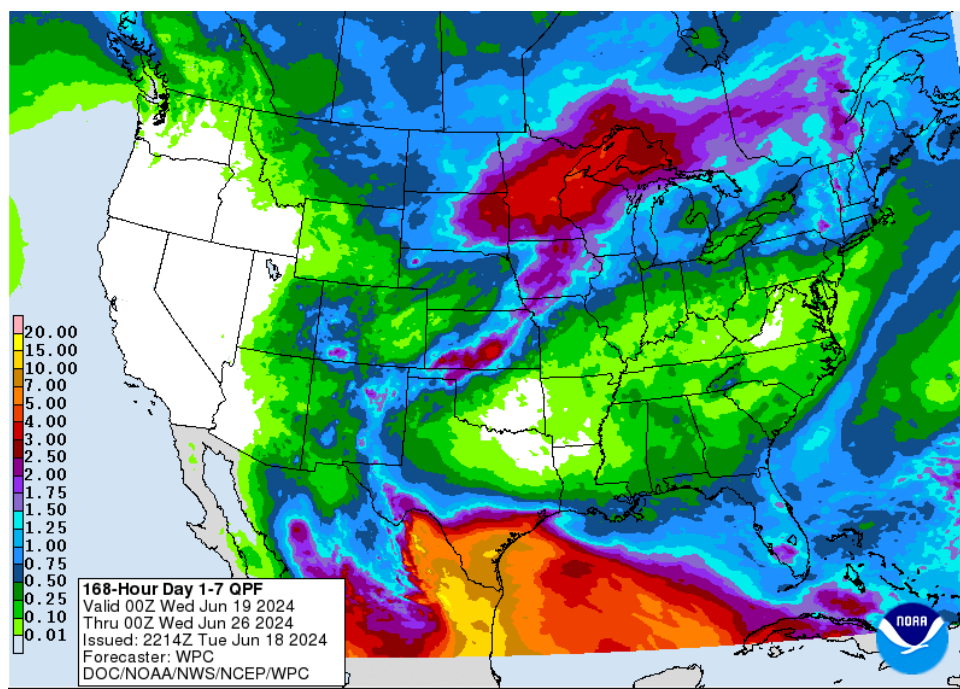 20.00
15.00
10.00
7.00
5.00
4.00
3.00
2.50
2.00
1.75
1.50
1.25
1.00
0.75
0.50
0.25
0.10
0.01
168-Hour Day 1-7 QPF
Valid 00Z Wed Jun 19 2024
Thru 00Z Wed Jun 26 2024
Issued: 2214Z Tue Jun 18 2024
Forecaster: WPC
DOC/NOAA/NWS/NCEP/WPC
NOAA